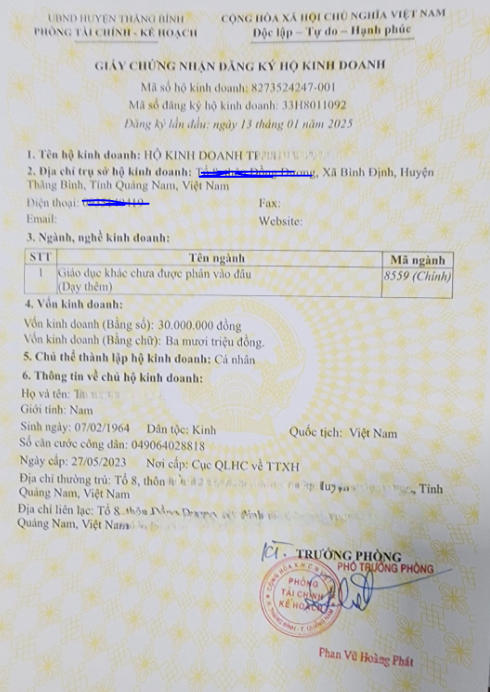 UBND HUYỆN THĂNG BÌNH
PHÒNG TÀI CHÍNH - KẾ HOẠCH
CỘNG HÒA XÃ HỘI CHỦ NGHĨA VIỆT NAM
Độc lập – Tự do – Hạnh phúc
GIẤY CHỨNG NHẬN ĐĂNG KÝ HỘ KINH DOANH
Mã số hộ kinh doanh: 8273524247-001
Mã số đăng ký hộ kinh doanh: 33H8011092
Đăng ký lần đầu: ngày 13 tháng 01 năm 2025
1. Tên hộ kinh doanh: HỘ KINH DOANH
2. Địa chỉ trụ sở hộ kinh doanh: Xã Bình Định, Huyện
Thăng Bình, Tỉnh Quảng Nam, Việt Nam
Điện thoại: Fax:
Email: Website:
3. Ngành, nghề kinh doanh:
STT Tên ngành Mã ngành
1 Giáo dục khác chưa được phân vào đâu 8559 (Chính)
(Dạy thêm)
4. Vốn kinh doanh:
Vốn kinh doanh (Bằng số): 30.000.000 đồng
Vốn kinh doanh (Bằng chữ): Ba mươi triệu đồng.
5. Chủ thể thành lập hộ kinh doanh: Cá nhân
6. Thông tin về chủ hộ kinh doanh:
Họ và tên:
Giới tính: Nam
Sinh ngày: 07/02/1964 Dân tộc: Kinh Quốc tịch: Việt Nam
Số căn cước công dân: 049064028818
Ngày cấp: 27/05/2023 Nơi cấp: Cục QLHC về TTXH
Địa chỉ thường trú: Tổ 8, thôn Tỉnh
Quảng Nam, Việt Nam
Địa chỉ liên lạc: Tổ 8, thôn
Quảng Nam, Việt Nam
KT. TRƯỞNG PHÒNG
PHÓ TRƯỞNG PHÒNG
PHÒNG
TÀI CHÍNH
KẾ HOẠCH
Phan Vũ Hoàng Phát